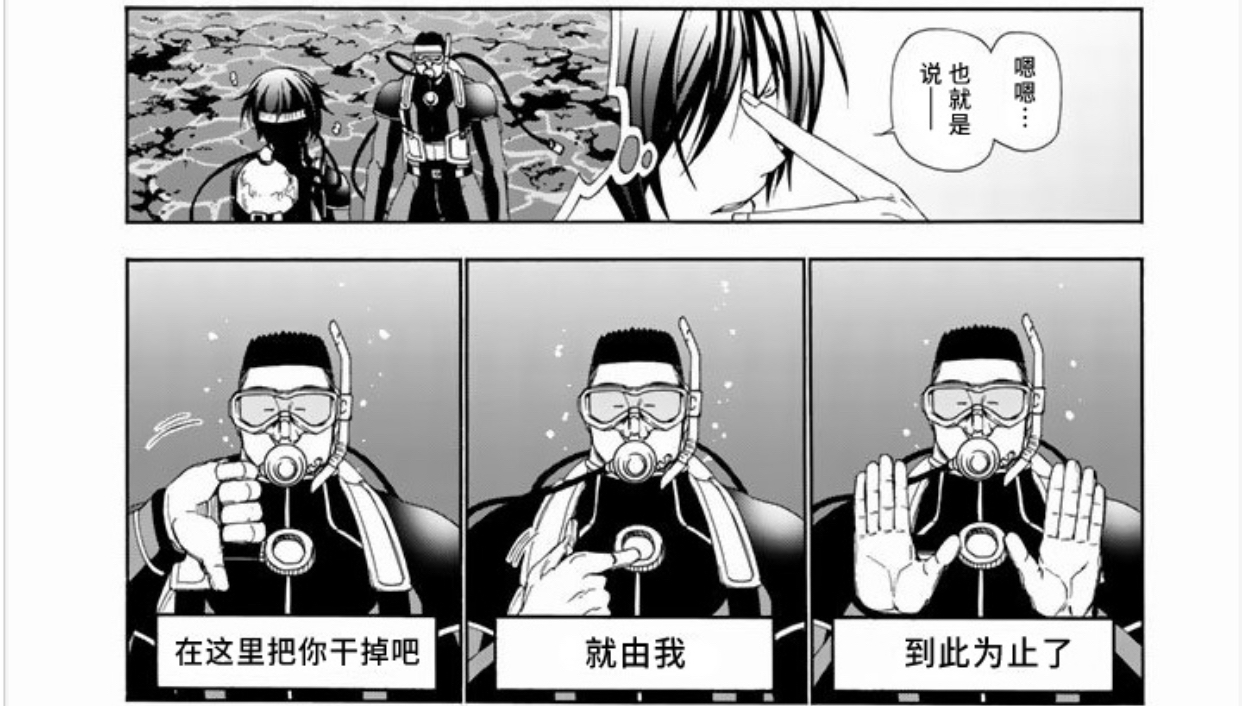 嗯嗯…
也就是
说——
到此为止了
就由我
在这里把你干掉吧